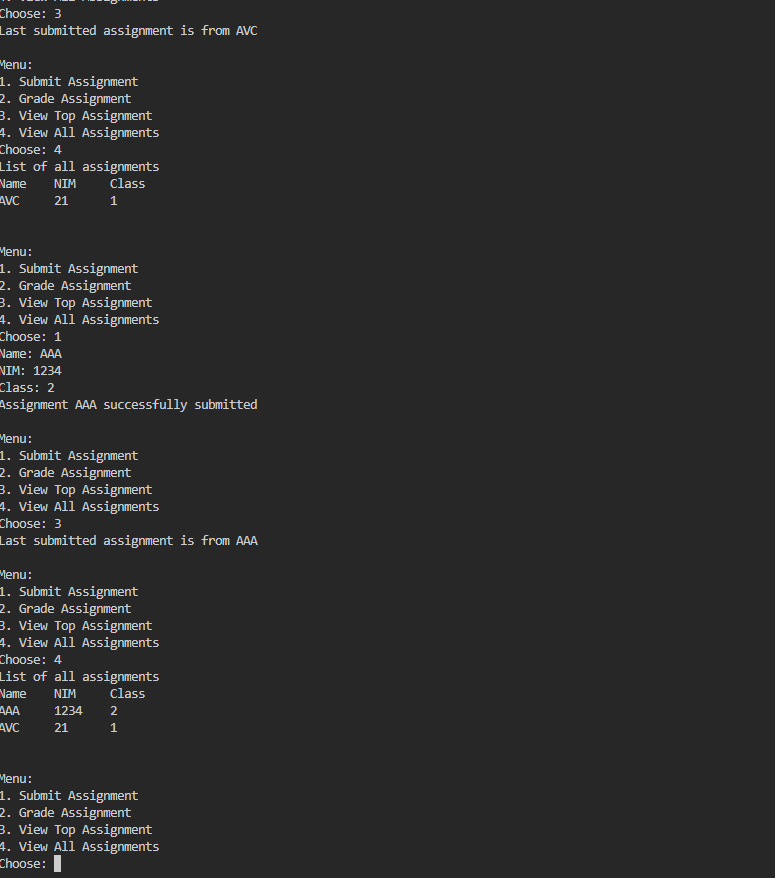 Choose: 3
Last submitted assignment is from AVC
Menu:
1. Submit Assignment
2. Grade Assignment
3. View Top Assignment
4. View All Assignments
Choose: 4
List of all assignments
Name NIM Class
AVC 21 1
Menu:
1. Submit Assignment
2. Grade Assignment
3. View Top Assignment
4. View All Assignments
Choose: 1
Name: AAA
NIM: 1234
Class: 2
Assignment AAA successfully submitted
Menu:
1. Submit Assignment
2. Grade Assignment
3. View Top Assignment
4. View All Assignments
Choose: 3
Last submitted assignment is from AAA
Menu:
1. Submit Assignment
2. Grade Assignment
3. View Top Assignment
4. View All Assignments
Choose: 4
List of all assignments
Name NIM Class
AAA 1234 2
AVC 21 1
Menu:
1. Submit Assignment
2. Grade Assignment
3. View Top Assignment
4. View All Assignments
Choose: